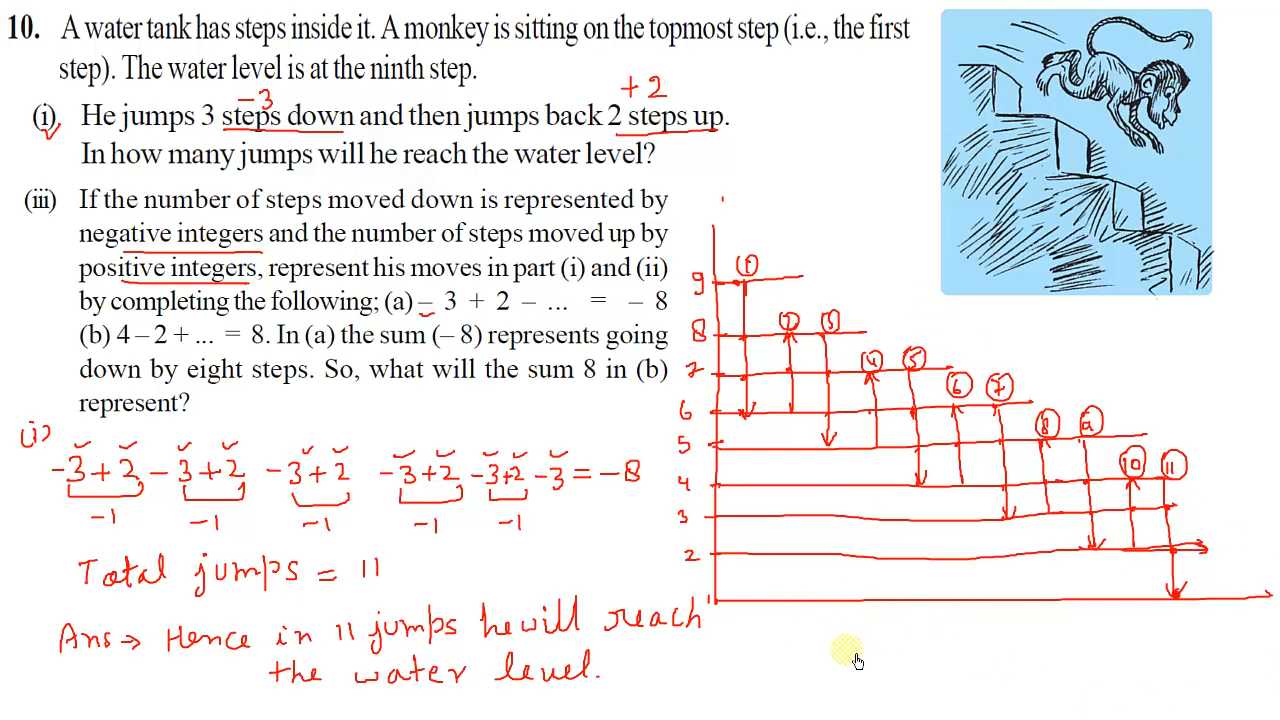 10. A water tank has steps inside it. A monkey is sitting on the topmost step (i.e., the first
step). The water level is at the ninth step.
−3 +2
(i) He jumps 3 steps down and then jumps back 2 steps up.
In how many jumps will he reach the water level?
(iii) If the number of steps moved down is represented by
negative integers and the number of steps moved up by
positive integers, represent his moves in part (i) and (ii)
by completing the following; (a) – 3 + 2 – ... = – 8
(b) 4 – 2 + ... = 8. In (a) the sum (– 8) represents going
down by eight steps. So, what will the sum 8 in (b)
represent?
(i)
-3+2 -3+2 -3+2 -3+2 -3+2 -3 = -8
-1 -1 -1 -1 -1
Total jumps = 11
Ans → Hence in 11 jumps he will reach
the water level.
9 1
8 2 3
7 4 5
6 6 7
5 8 9
4 10 11
3
2
1